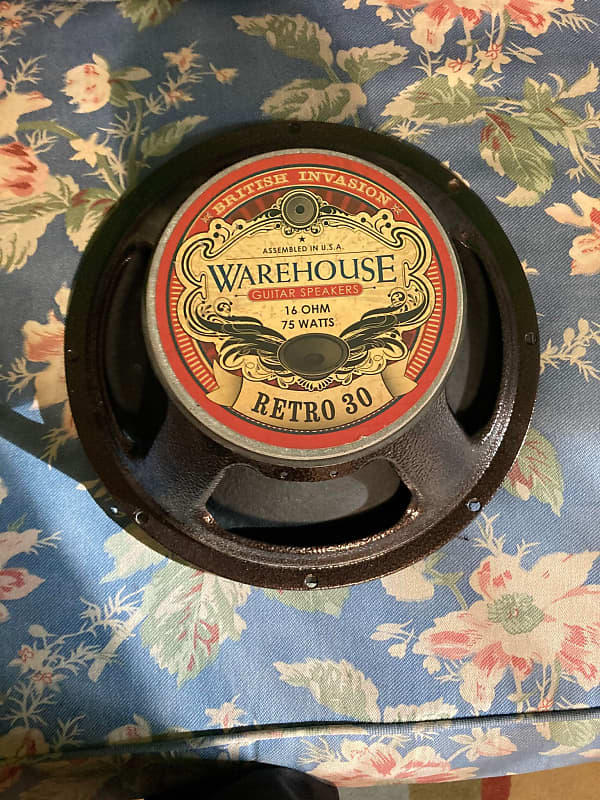 BRITISH INVASION
ASSEMBLED IN U.S.A.
WAREHOUSE
GUITAR SPEAKERS
16 OHM
75 WATTS
RETRO 30